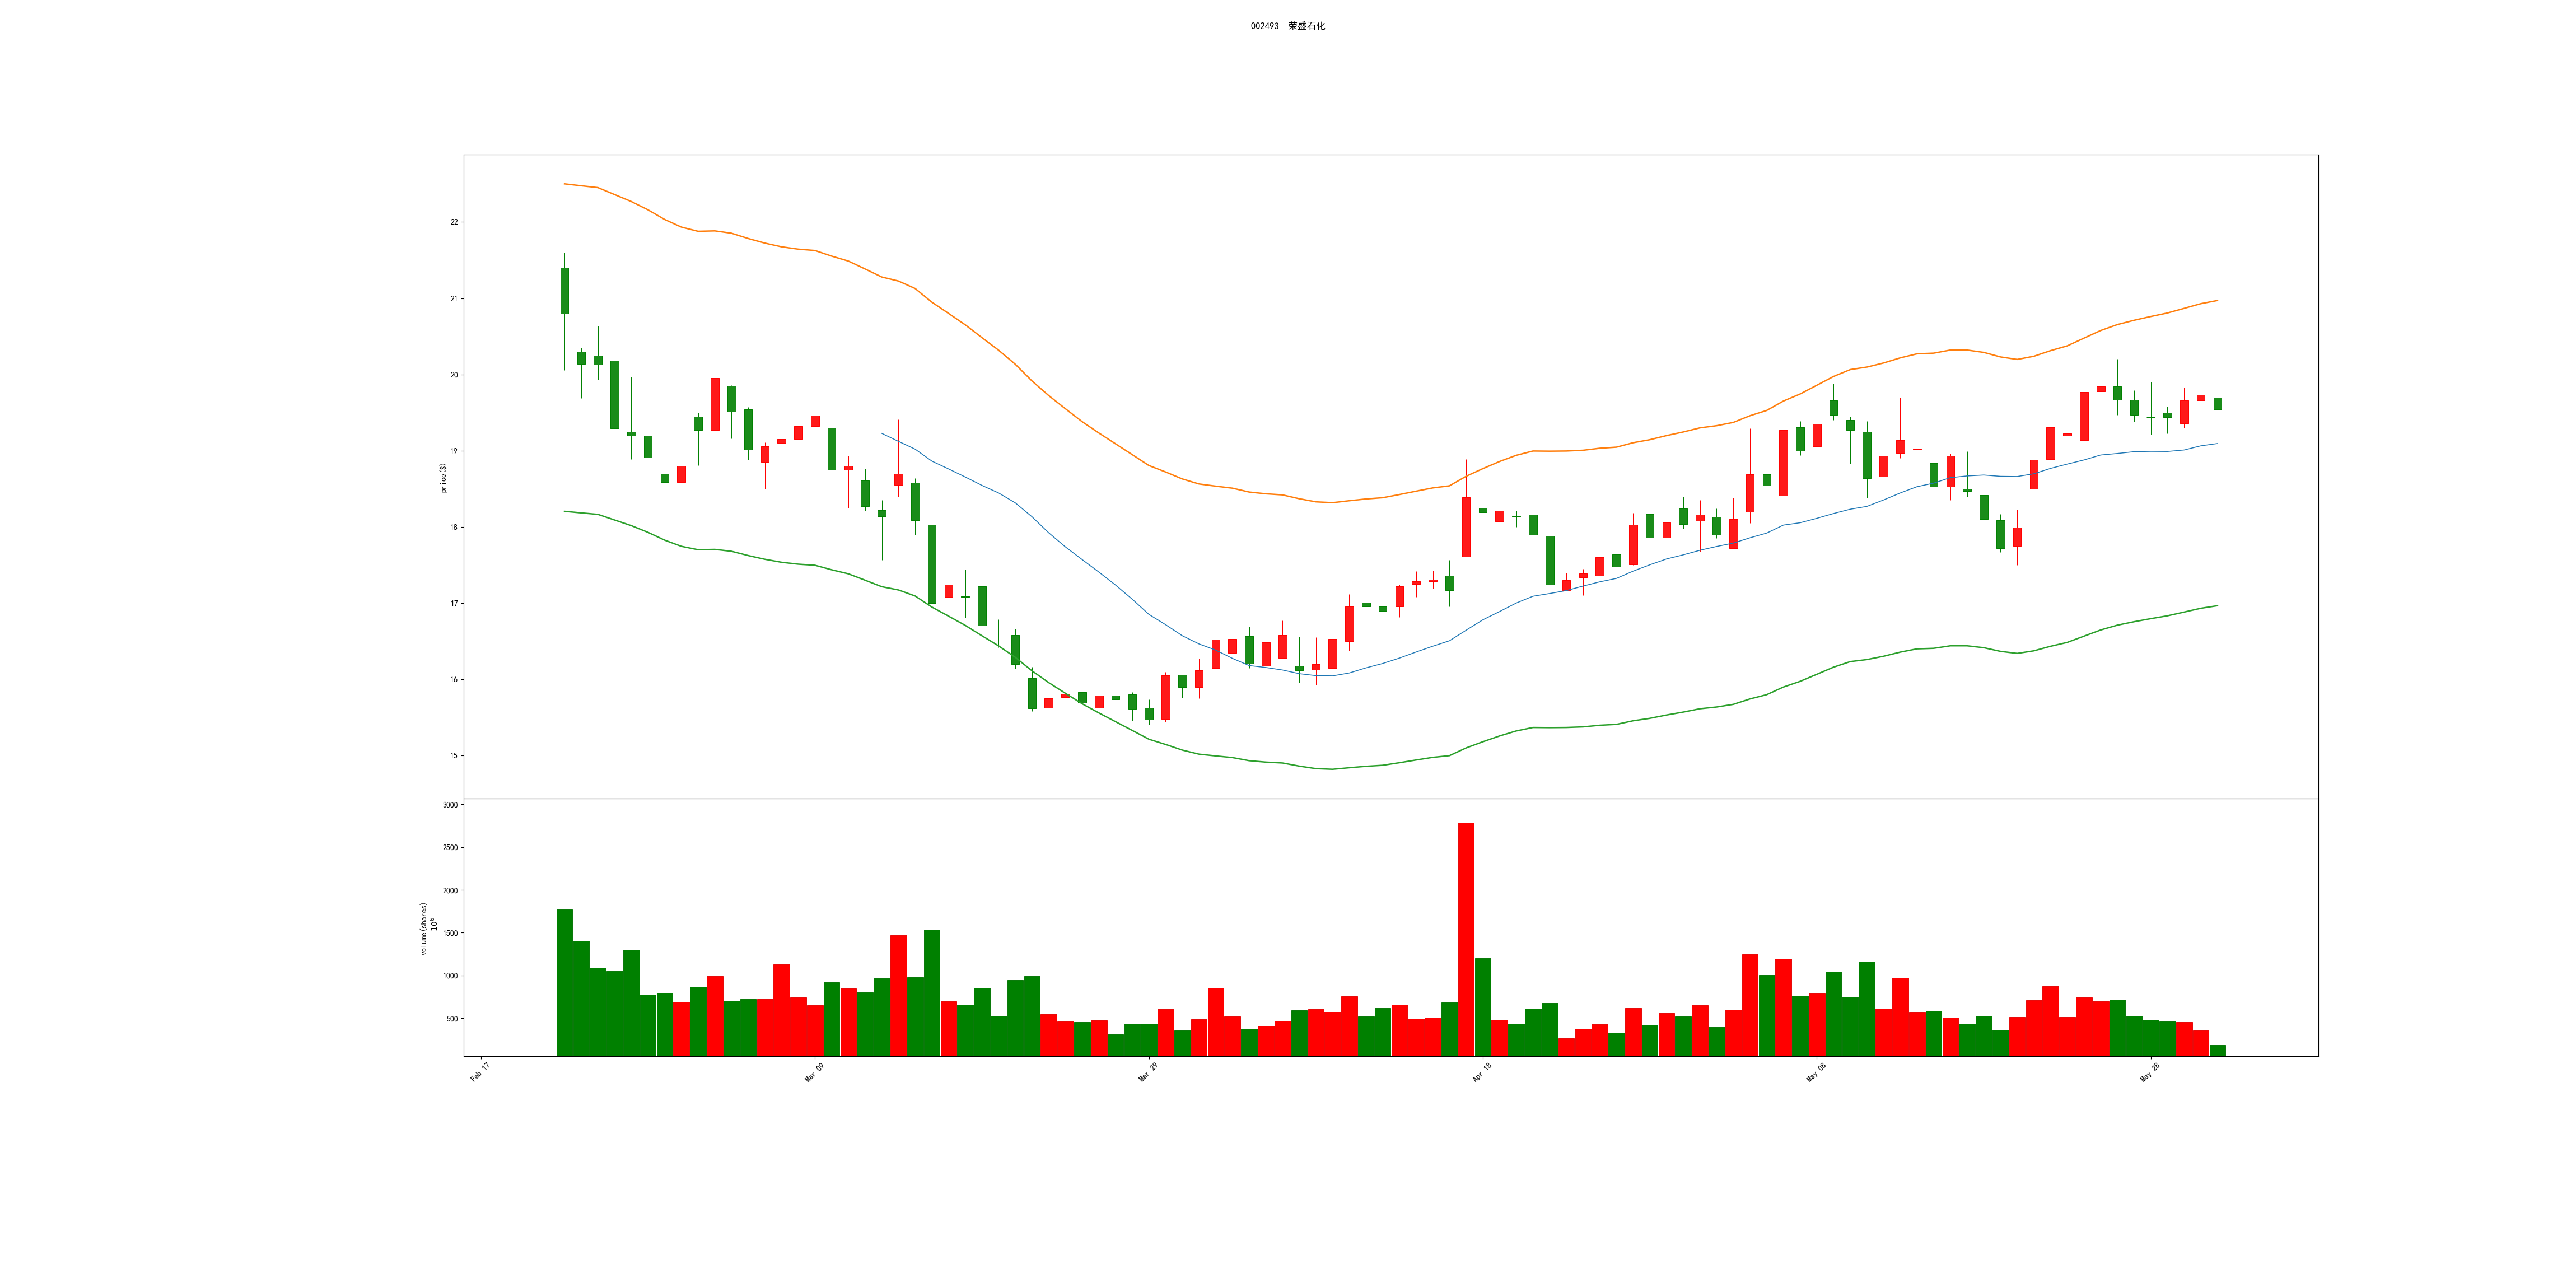 002493 荣盛石化
price($)
22
21
20
19
18
17
16
15
volume(shares)
10^6
3000
2500
2000
1500
1000
500
Feb 17
Mar 09
Mar 29
Apr 18
May 08
May 28